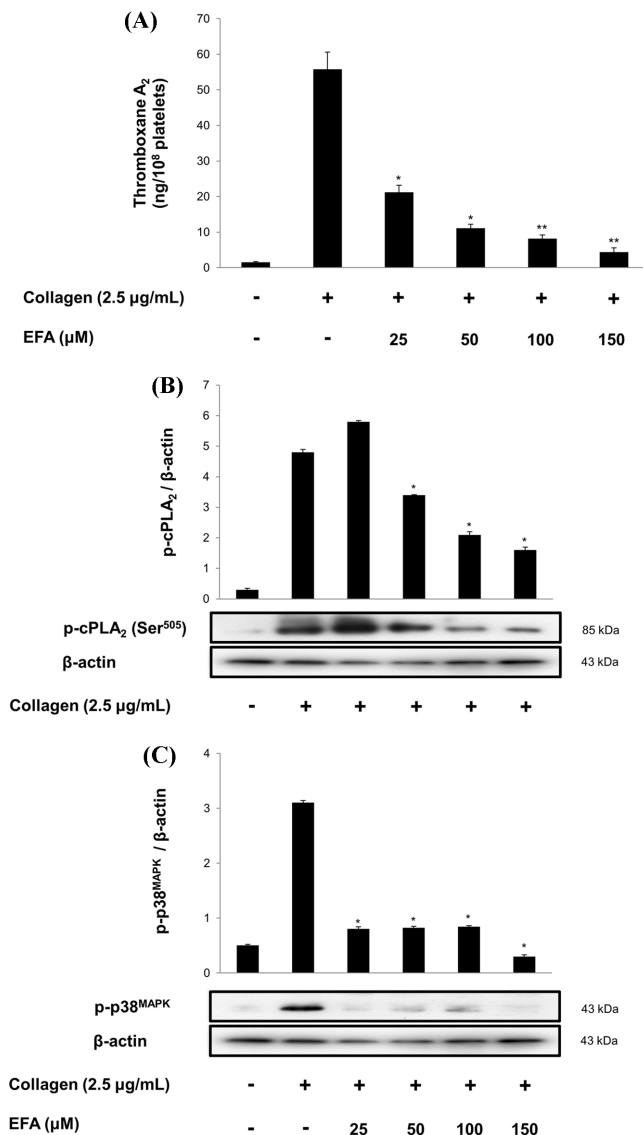 (A)
Thromboxane A2
(ng/10⁸ platelets)
70
60
50
40
30
20
10
0
*
*
**
**
Collagen (2.5 µg/mL) - + + + + +
EFA (µM) - - 25 50 100 150
(B)
p-cPLA2 / β-actin
7
6
5
4
3
2
1
0
*
*
*
p-cPLA2 (Ser⁵⁰⁵) 85 kDa
β-actin 43 kDa
Collagen (2.5 µg/mL) - + + + + +
(C)
p-p38ᴹᴬᴾᴷ / β-actin
4
3
2
1
0
*
*
*
*
p-p38ᴹᴬᴾᴷ 43 kDa
β-actin 43 kDa
Collagen (2.5 µg/mL) - + + + + +
EFA (µM) - - 25 50 100 150